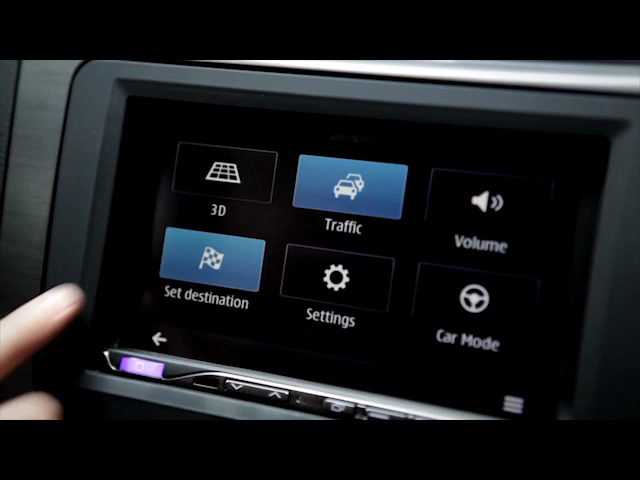 3D
Traffic
Volume
Set destination
Settings
Car Mode